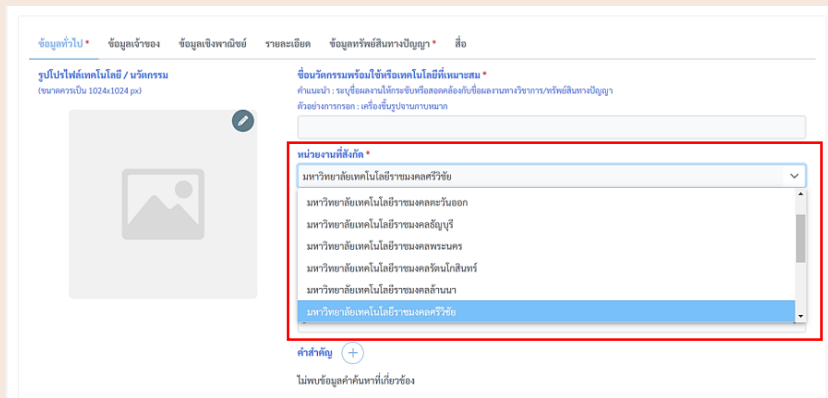 ข้อมูลทั่วไป * ข้อมูลเจ้าของ ข้อมูลเชิงพาณิชย์ รายละเอียด ข้อมูลทรัพย์สินทางปัญญา * สื่อ
รูปโปรไฟล์เทคโนโลยี / นวัตกรรม
(ขนาดควรเป็น 1024x1024 px)
ชื่อนวัตกรรมพร้อมใช้หรือเทคโนโลยีที่เหมาะสม *
คำแนะนำ : ระบุชื่อผลงานให้กระชับหรือสอดคล้องกับชื่อผลงานทางวิชาการ/ทรัพย์สินทางปัญญา
ตัวอย่างการกรอก : เครื่องขึ้นรูปจานกาบหมาก
หน่วยงานที่สังกัด *
มหาวิทยาลัยเทคโนโลยีราชมงคลศรีวิชัย
มหาวิทยาลัยเทคโนโลยีราชมงคลตะวันออก
มหาวิทยาลัยเทคโนโลยีราชมงคลธัญบุรี
มหาวิทยาลัยเทคโนโลยีราชมงคลพระนคร
มหาวิทยาลัยเทคโนโลยีราชมงคลรัตนโกสินทร์
มหาวิทยาลัยเทคโนโลยีราชมงคลล้านนา
มหาวิทยาลัยเทคโนโลยีราชมงคลศรีวิชัย
คำสำคัญ
ไม่พบข้อมูลคำค้นหาที่เกี่ยวข้อง